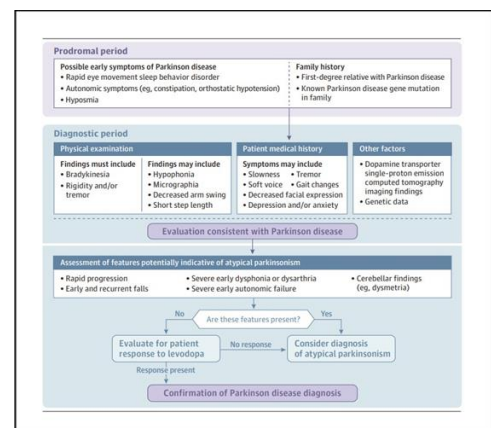 Prodromal period
Possible early symptoms of Parkinson disease
• Rapid eye movement sleep behavior disorder
• Autonomic symptoms (eg, constipation, orthostatic hypotension)
• Hyposmia
Family history
• First-degree relative with Parkinson disease
• Known Parkinson disease gene mutation
in family
Diagnostic period
Physical examination
Findings must include
• Bradykinesia
• Rigidity and/or
tremor
Findings may include
• Hypophonia
• Micrographia
• Decreased arm swing
• Short step length
Patient medical history
Symptoms may include
• Slowness • Tremor
• Soft voice • Gait changes
• Decreased facial expression
• Depression and/or anxiety
Other factors
• Dopamine transporter
single-proton emission
computed tomography
imaging findings
• Genetic data
Evaluation consistent with Parkinson disease
Assessment of features potentially indicative of atypical parkinsonism
• Rapid progression
• Early and recurrent falls
• Severe early dysphonia or dysarthria
• Severe early autonomic failure
• Cerebellar findings
(eg, dysmetria)
Are these features present?
No
Yes
Evaluate for patient
response to levodopa
No response
Consider diagnosis
of atypical parkinsonism
Response present
Confirmation of Parkinson disease diagnosis